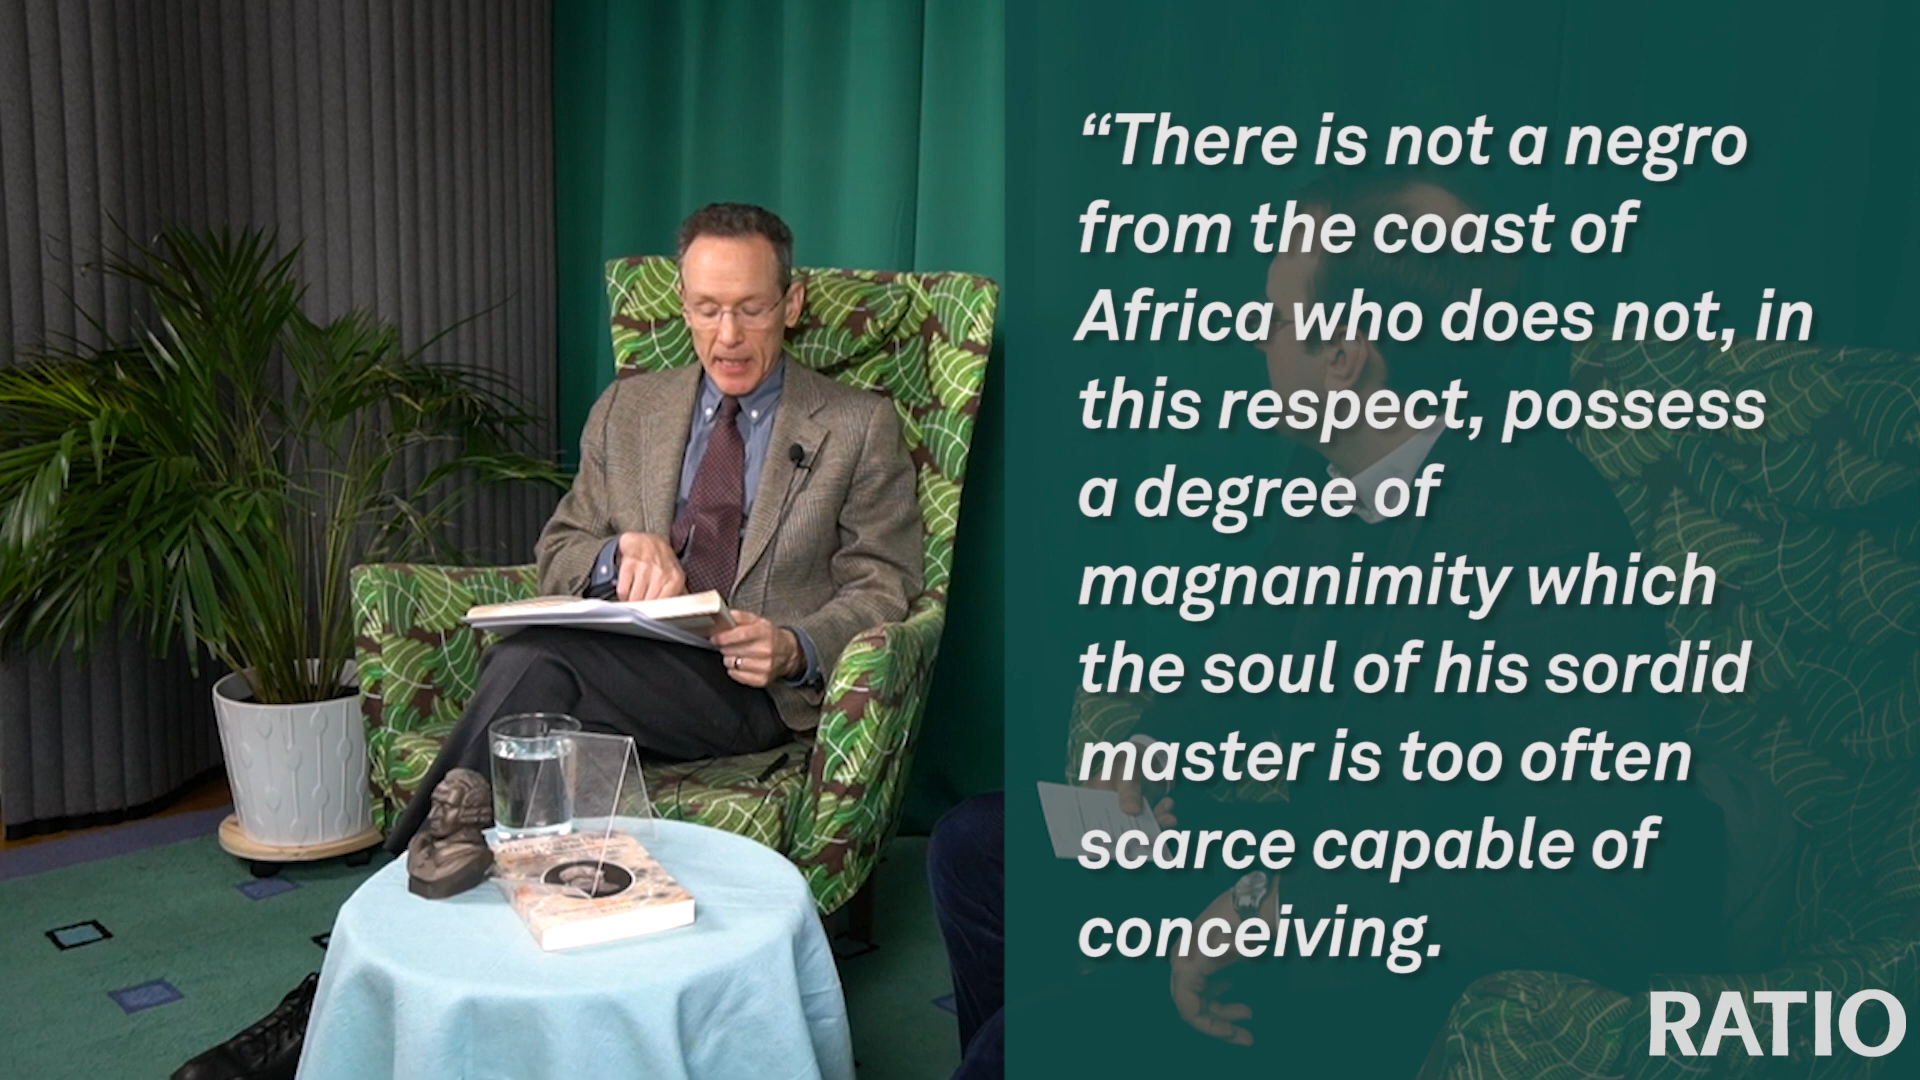 “There is not a negro
from the coast of
Africa who does not, in
this respect, possess
a degree of
magnanimity which
the soul of his sordid
master is too often
scarce capable of
conceiving.
RATIO